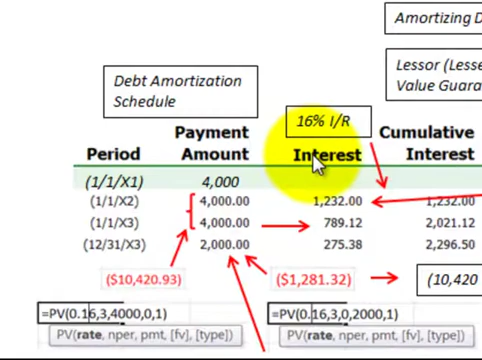 Amortizing D
Lessor (Lesse
Value Guara
Debt Amortization
Schedule
16% I/R
Payment Cumulative
Period Amount Interest Interest
(1/1/X1) 4,000
(1/1/X2) 4,000.00 1,232.00 1,232.00
(1/1/X3) 4,000.00 789.12 2,021.12
(12/31/X3) 2,000.00 275.38 2,296.50
($10,420.93) ($1,281.32) (10,420
=PV(0.16,3,4000,0,1) =PV(0.16,3,0,2000,1)
PV(rate, nper, pmt, [fv], [type]) PV(rate, nper, pmt, [fv], [type])